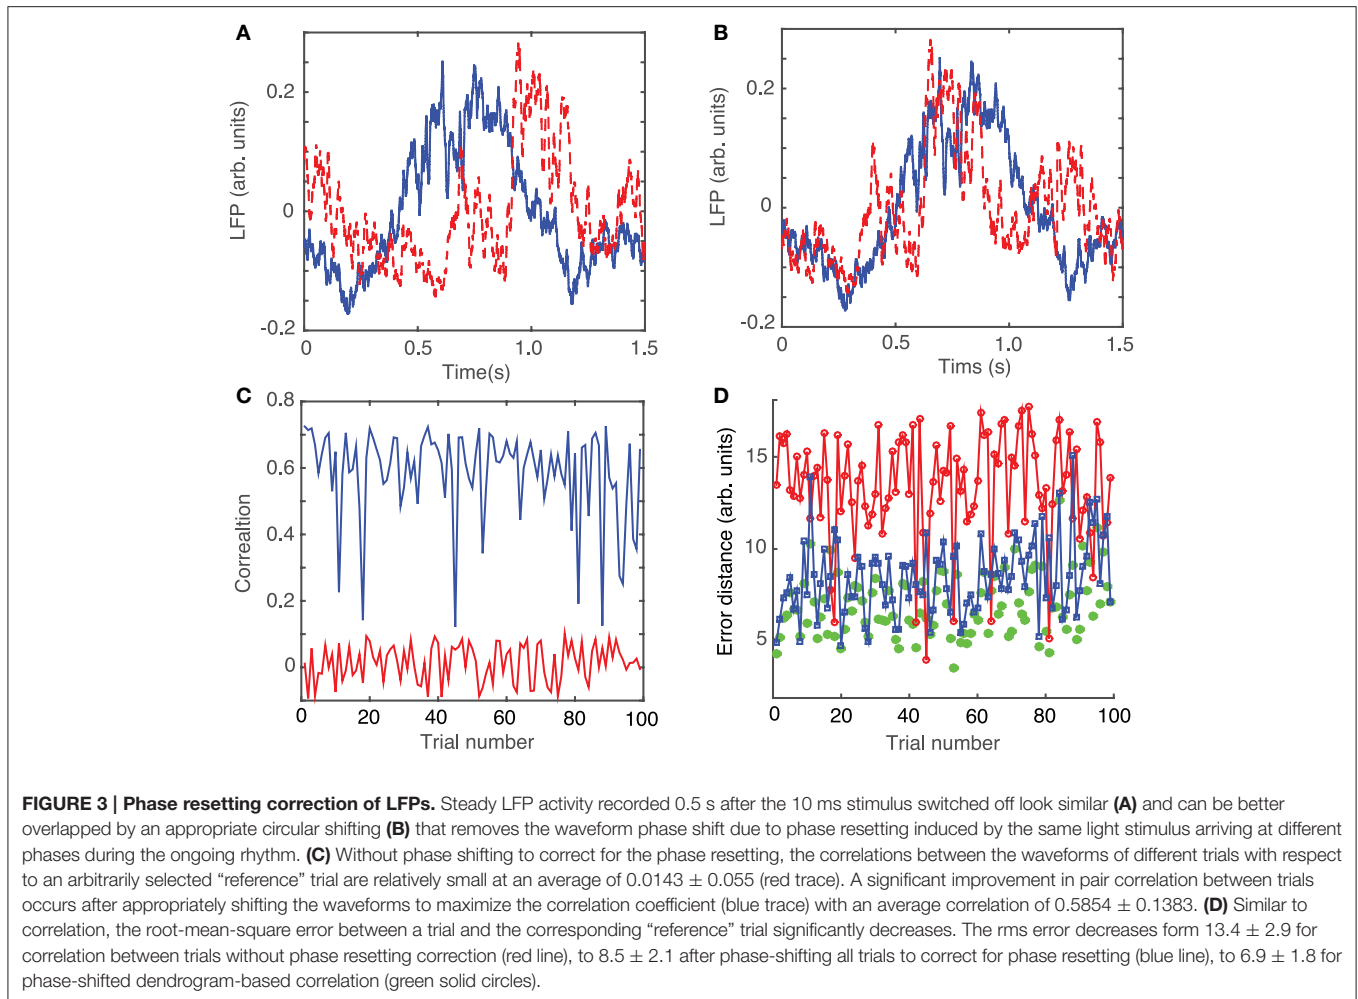 A
B
LFP (arb. units)
0.2
0
-0.2
0 0.5 1.0 1.5
Time(s)
LFP (arb. units)
0.2
0
-0.2
0 0.5 1.0 1.5
Tims (s)
C
D
Correaltion
0.8
0.6
0.4
0.2
0
0 20 40 60 80 100
Trial number
Error distance (arb. units)
15
10
5
0 20 40 60 80 100
Trial number
FIGURE 3 | Phase resetting correction of LFPs. Steady LFP activity recorded 0.5 s after the 10 ms stimulus switched off look similar (A) and can be better
overlapped by an appropriate circular shifting (B) that removes the waveform phase shift due to phase resetting induced by the same light stimulus arriving at different
phases during the ongoing rhythm. (C) Without phase shifting to correct for the phase resetting, the correlations between the waveforms of different trials with respect
to an arbitrarily selected “reference” trial are relatively small at an average of 0.0143 ± 0.055 (red trace). A significant improvement in pair correlation between trials
occurs after appropriately shifting the waveforms to maximize the correlation coefficient (blue trace) with an average correlation of 0.5854 ± 0.1383. (D) Similar to
correlation, the root-mean-square error between a trial and the corresponding “reference” trial significantly decreases. The rms error decreases form 13.4 ± 2.9 for
correlation between trials without phase resetting correction (red line), to 8.5 ± 2.1 after phase-shifting all trials to correct for phase resetting (blue line), to 6.9 ± 1.8 for
phase-shifted dendrogram-based correlation (green solid circles).